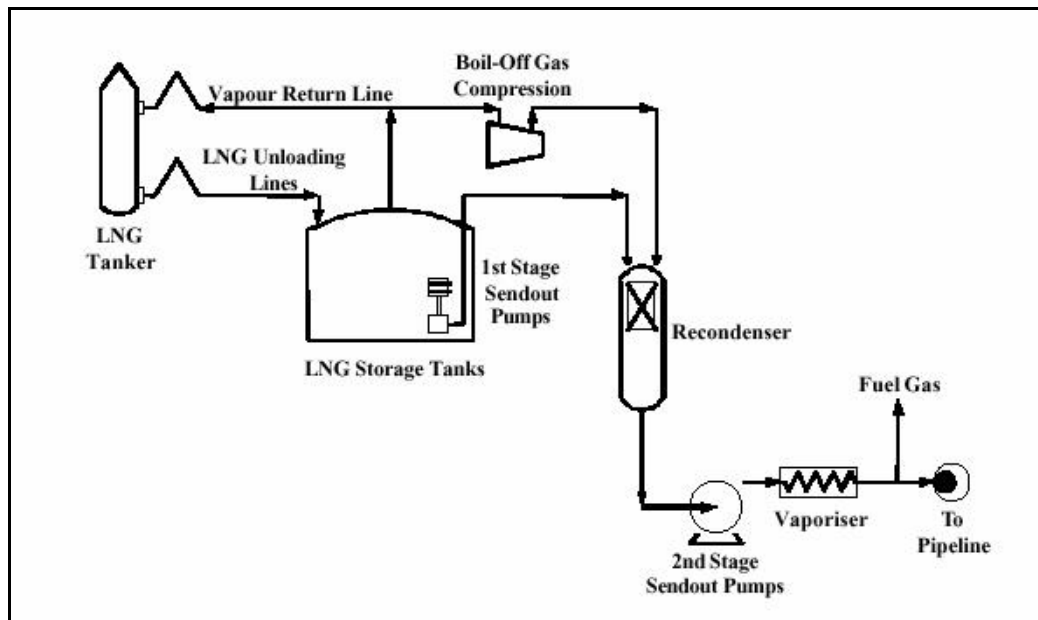 Boil-Off Gas
Compression
Vapour Return Line
LNG Unloading
Lines
LNG
Tanker
1st Stage
Sendout
Pumps
LNG Storage Tanks
Recondenser
Fuel Gas
Vaporiser
To
Pipeline
2nd Stage
Sendout Pumps